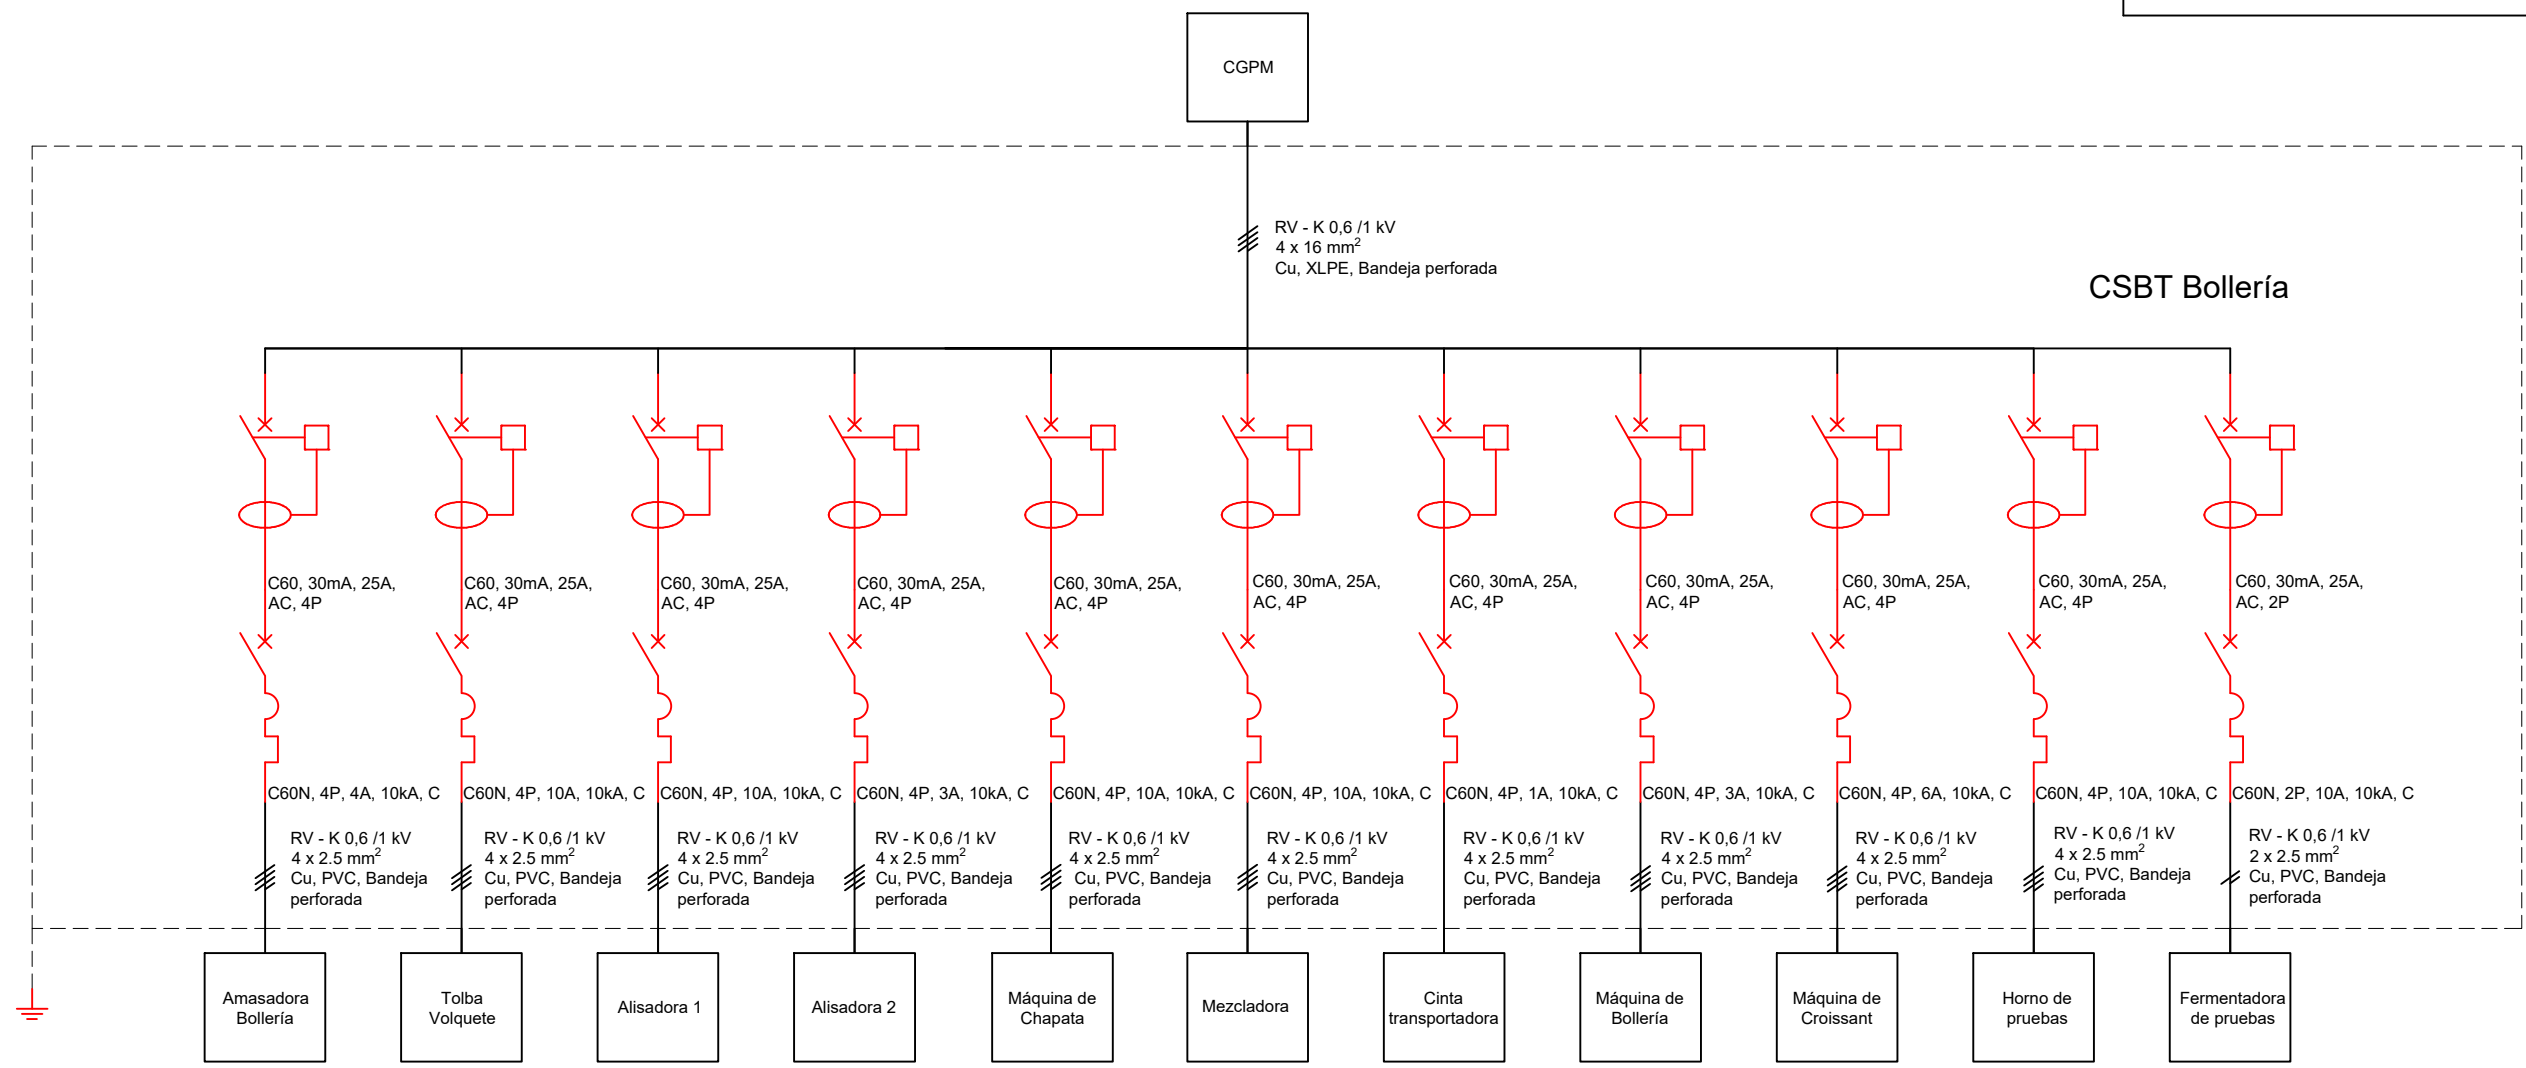 CGPM
RV - K 0,6 /1 kV
4 x 16 mm²
Cu, XLPE, Bandeja perforada
CSBT Bollería
C60, 30mA, 25A,
AC, 4P
C60, 30mA, 25A,
AC, 4P
C60, 30mA, 25A,
AC, 4P
C60, 30mA, 25A,
AC, 4P
C60, 30mA, 25A,
AC, 4P
C60, 30mA, 25A,
AC, 4P
C60, 30mA, 25A,
AC, 4P
C60, 30mA, 25A,
AC, 4P
C60, 30mA, 25A,
AC, 4P
C60, 30mA, 25A,
AC, 4P
C60, 30mA, 25A,
AC, 2P
C60N, 4P, 4A, 10kA, C
C60N, 4P, 10A, 10kA, C
C60N, 4P, 10A, 10kA, C
C60N, 4P, 3A, 10kA, C
C60N, 4P, 10A, 10kA, C
C60N, 4P, 10A, 10kA, C
C60N, 4P, 1A, 10kA, C
C60N, 4P, 3A, 10kA, C
C60N, 4P, 6A, 10kA, C
C60N, 4P, 10A, 10kA, C
C60N, 2P, 10A, 10kA, C
RV - K 0,6 /1 kV
4 x 2.5 mm²
Cu, PVC, Bandeja
perforada
RV - K 0,6 /1 kV
4 x 2.5 mm²
Cu, PVC, Bandeja
perforada
RV - K 0,6 /1 kV
4 x 2.5 mm²
Cu, PVC, Bandeja
perforada
RV - K 0,6 /1 kV
4 x 2.5 mm²
Cu, PVC, Bandeja
perforada
RV - K 0,6 /1 kV
4 x 2.5 mm²
Cu, PVC, Bandeja
perforada
RV - K 0,6 /1 kV
4 x 2.5 mm²
Cu, PVC, Bandeja
perforada
RV - K 0,6 /1 kV
4 x 2.5 mm²
Cu, PVC, Bandeja
perforada
RV - K 0,6 /1 kV
4 x 2.5 mm²
Cu, PVC, Bandeja
perforada
RV - K 0,6 /1 kV
4 x 2.5 mm²
Cu, PVC, Bandeja
perforada
RV - K 0,6 /1 kV
4 x 2.5 mm²
Cu, PVC, Bandeja
perforada
RV - K 0,6 /1 kV
2 x 2.5 mm²
Cu, PVC, Bandeja
perforada
Amasadora
Bollería
Tolba
Volquete
Alisadora 1
Alisadora 2
Máquina de
Chapata
Mezcladora
Cinta
transportadora
Máquina de
Bollería
Máquina de
Croissant
Horno de
pruebas
Fermentadora
de pruebas